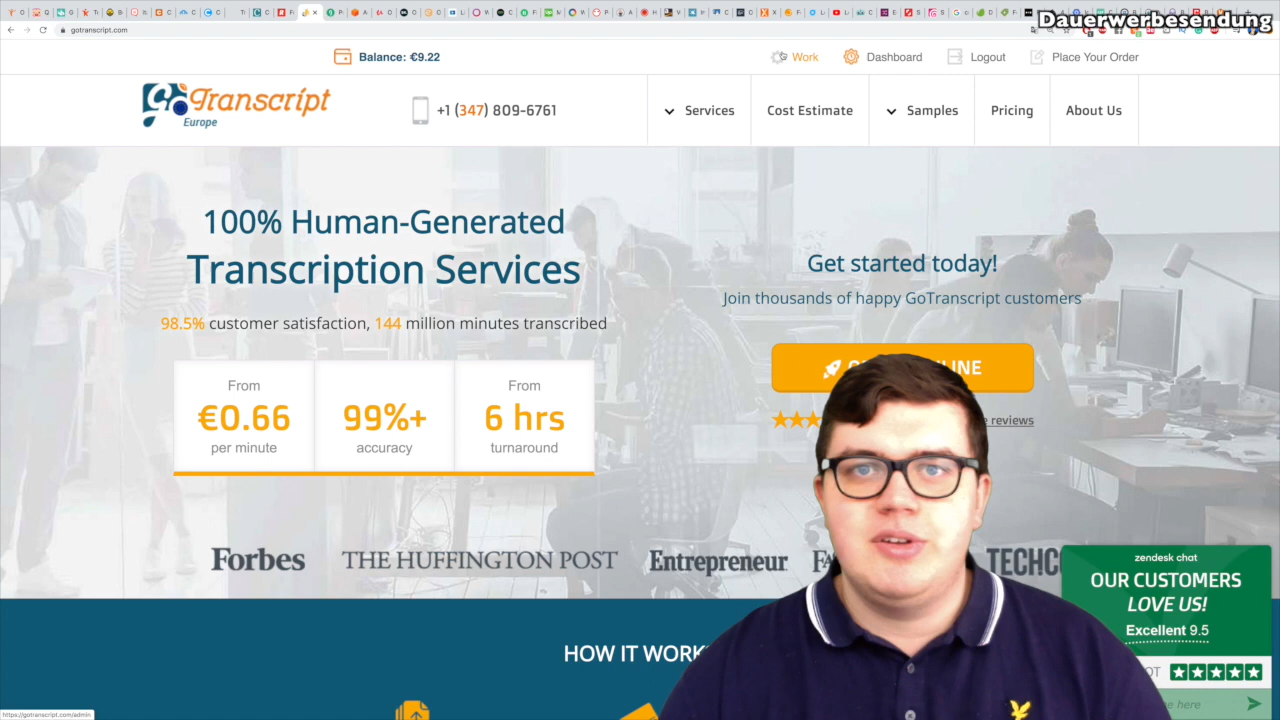 Dauerwerbesendung
gotranscript.com
Balance: €9.22
Work
Dashboard
Logout
Place Your Order
GoTranscript
Europe
+1 (347) 809-6761
Services
Cost Estimate
Samples
Pricing
About Us
100% Human-Generated
Transcription Services
98.5% customer satisfaction, 144 million minutes transcribed
From
€0.66
per minute
99%+
accuracy
From
6 hrs
turnaround
Get started today!
Join thousands of happy GoTranscript customers
reviews
Forbes
THE HUFFINGTON POST
Entrepreneur
HOW IT WORK
zendesk chat
OUR CUSTOMERS
LOVE US!
Excellent 9.5
here
https://gotranscript.com/admin